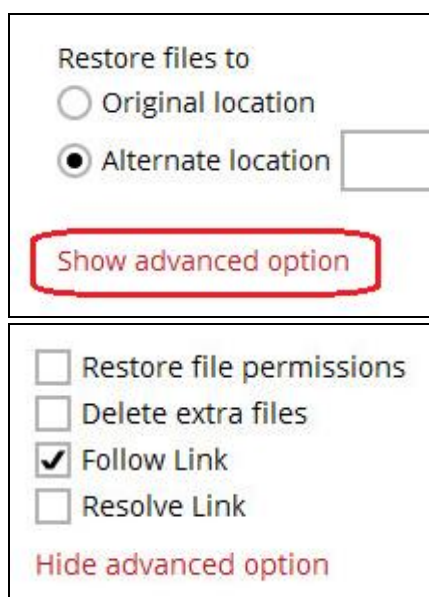 Restore files to
Original location
Alternate location
Show advanced option
Restore file permissions
Delete extra files
Follow Link
Resolve Link
Hide advanced option